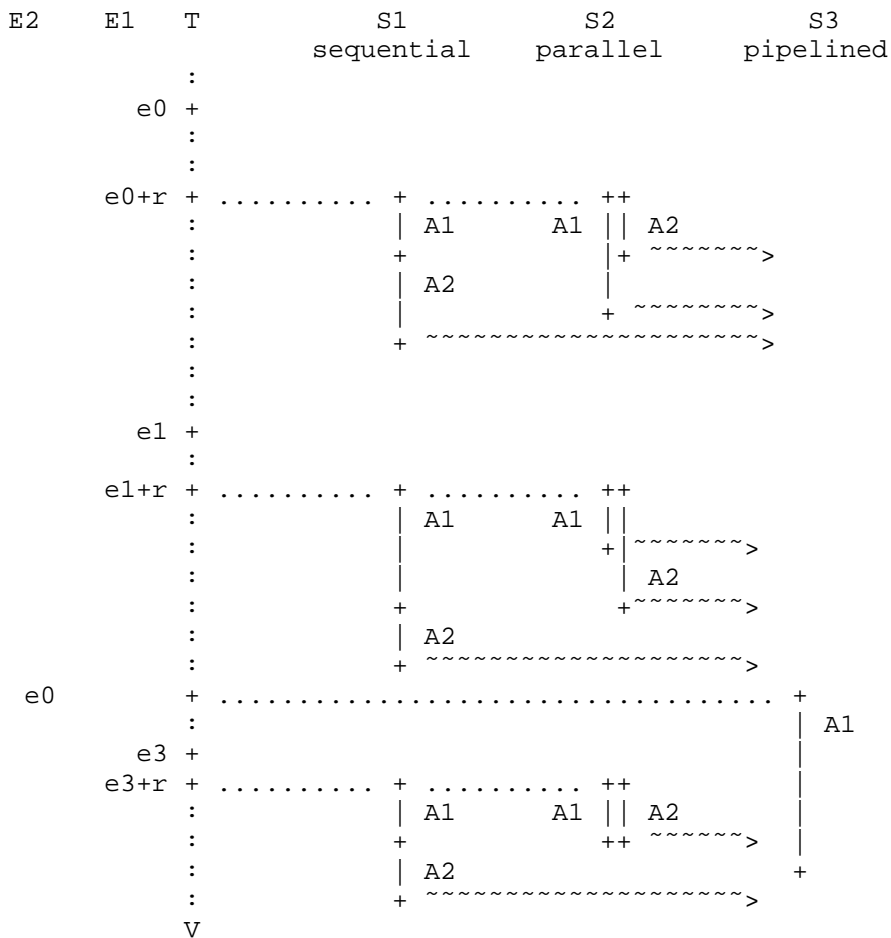 E2 E1 T S1 S2 S3
sequential parallel pipelined
:
e0 +
:
:
e0+r + .......... + .......... ++
: | A1 A1 || A2
: + |+ ~~~~~~~>
: | A2 |
: | + ~~~~~~~~>
: + ~~~~~~~~~~~~~~~~~~~~~>
:
:
e1 +
:
e1+r + .......... + .......... ++
: | A1 A1 ||
: | +|~~~~~~~>
: | | A2
: + +~~~~~~~>
: | A2
: + ~~~~~~~~~~~~~~~~~~~~>
e0 + ................................... +
: | A1
e3 + |
e3+r + .......... + .......... ++ |
: | A1 A1 || A2 |
: + ++ ~~~~~~> |
: | A2 +
: + ~~~~~~~~~~~~~~~~~~~~>
V